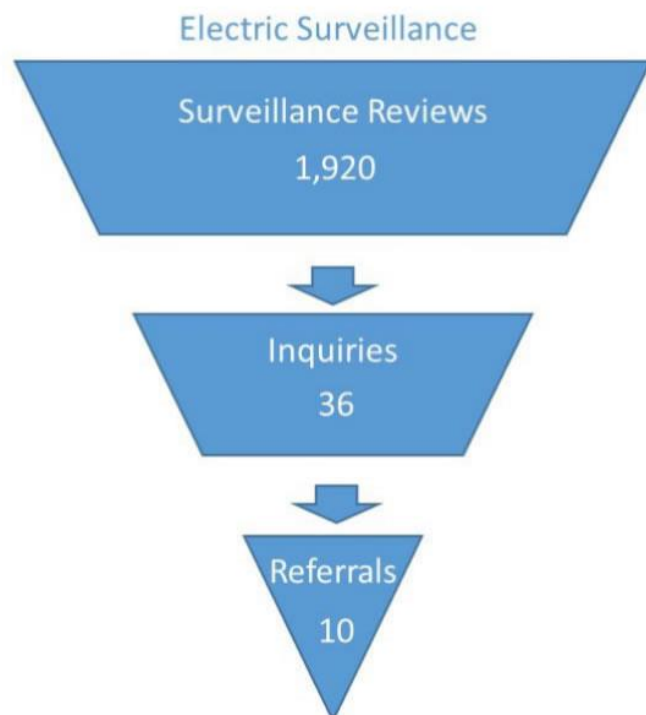 Electric Surveillance
Surveillance Reviews
1,920
Inquiries
36
Referrals
10